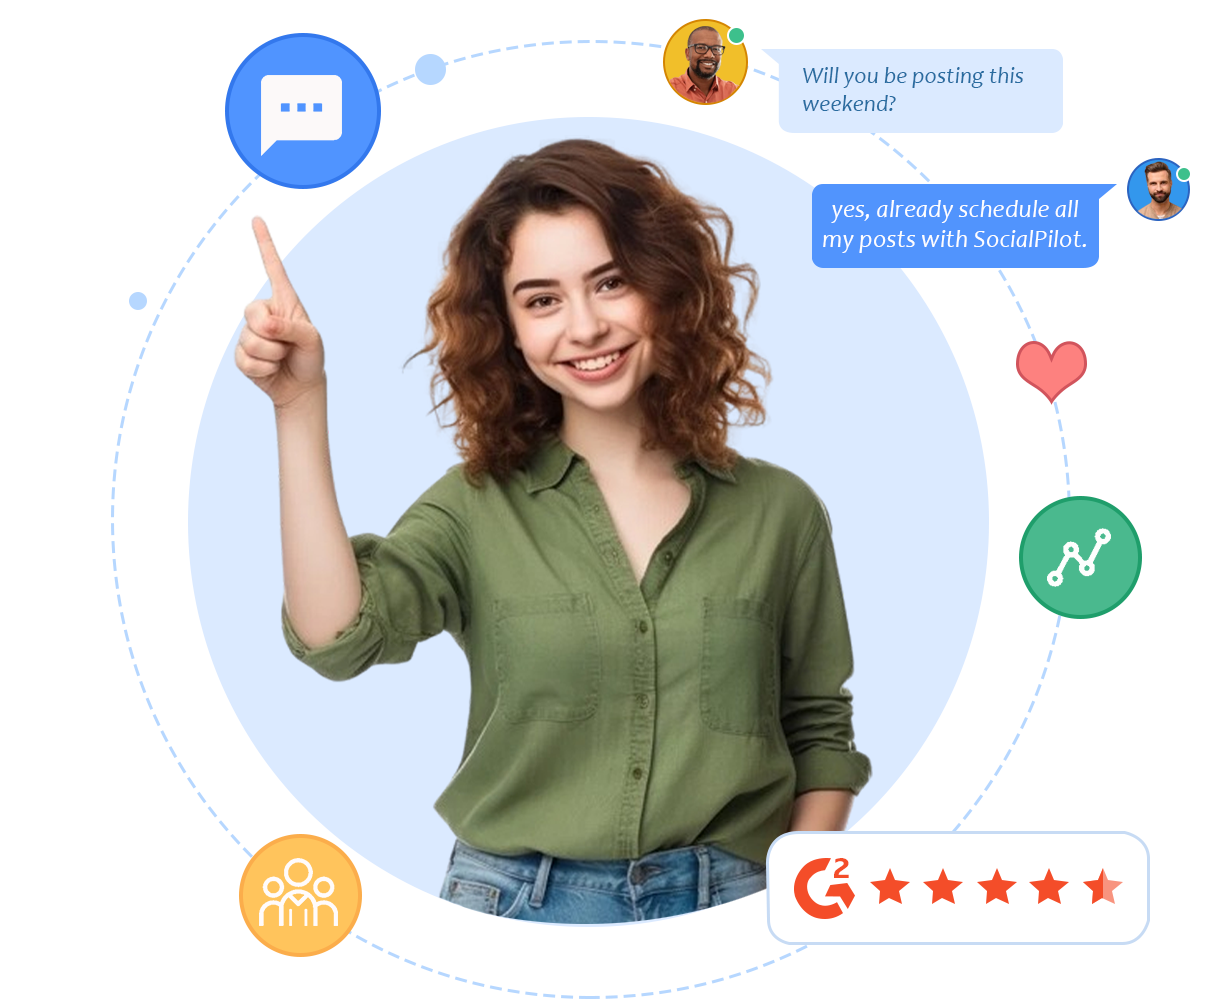 Will you be posting this
weekend?
yes, already schedule all
my posts with SocialPilot.
G2